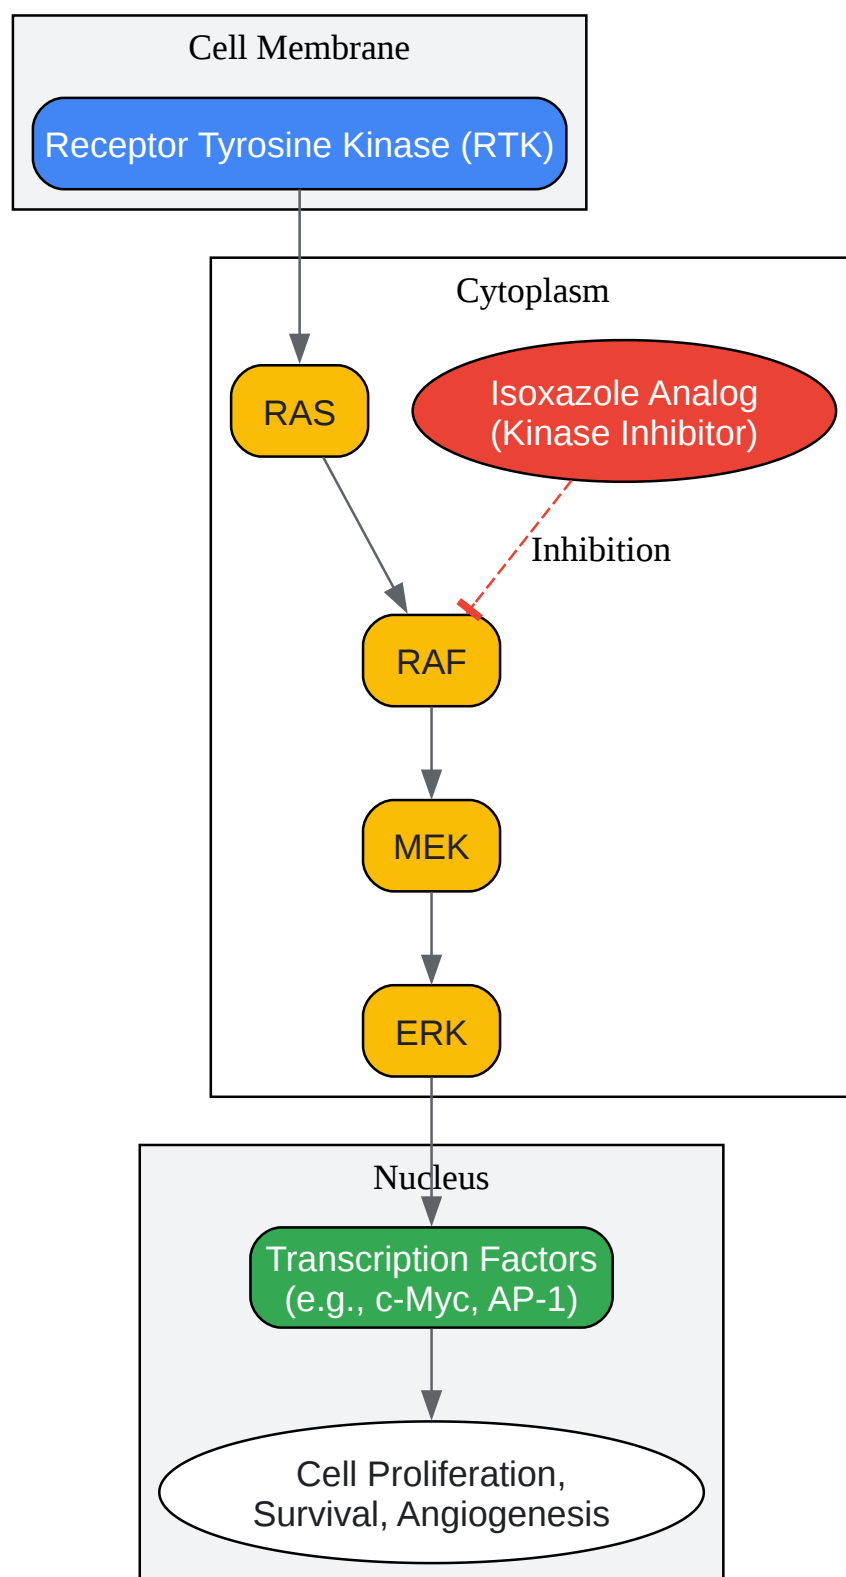 Cell Membrane
Receptor Tyrosine Kinase (RTK)
Cytoplasm
RAS
Isoxazole Analog
(Kinase Inhibitor)
Inhibition
RAF
MEK
ERK
Nucleus
Transcription Factors
(e.g., c-Myc, AP-1)
Cell Proliferation,
Survival, Angiogenesis